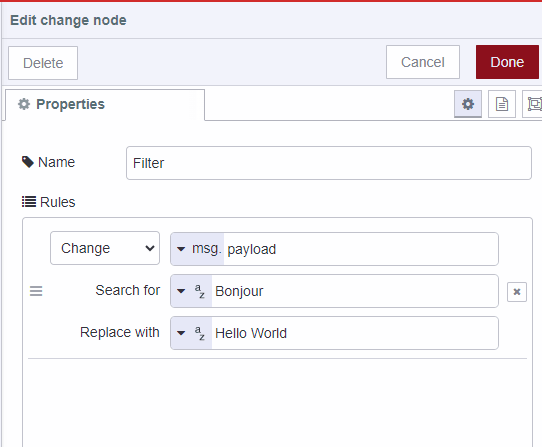 Edit change node
Delete
Cancel
Done
Properties
Name
Filter
Rules
Change
msg. payload
Search for
a
z
Bonjour
Replace with
a
z
Hello World